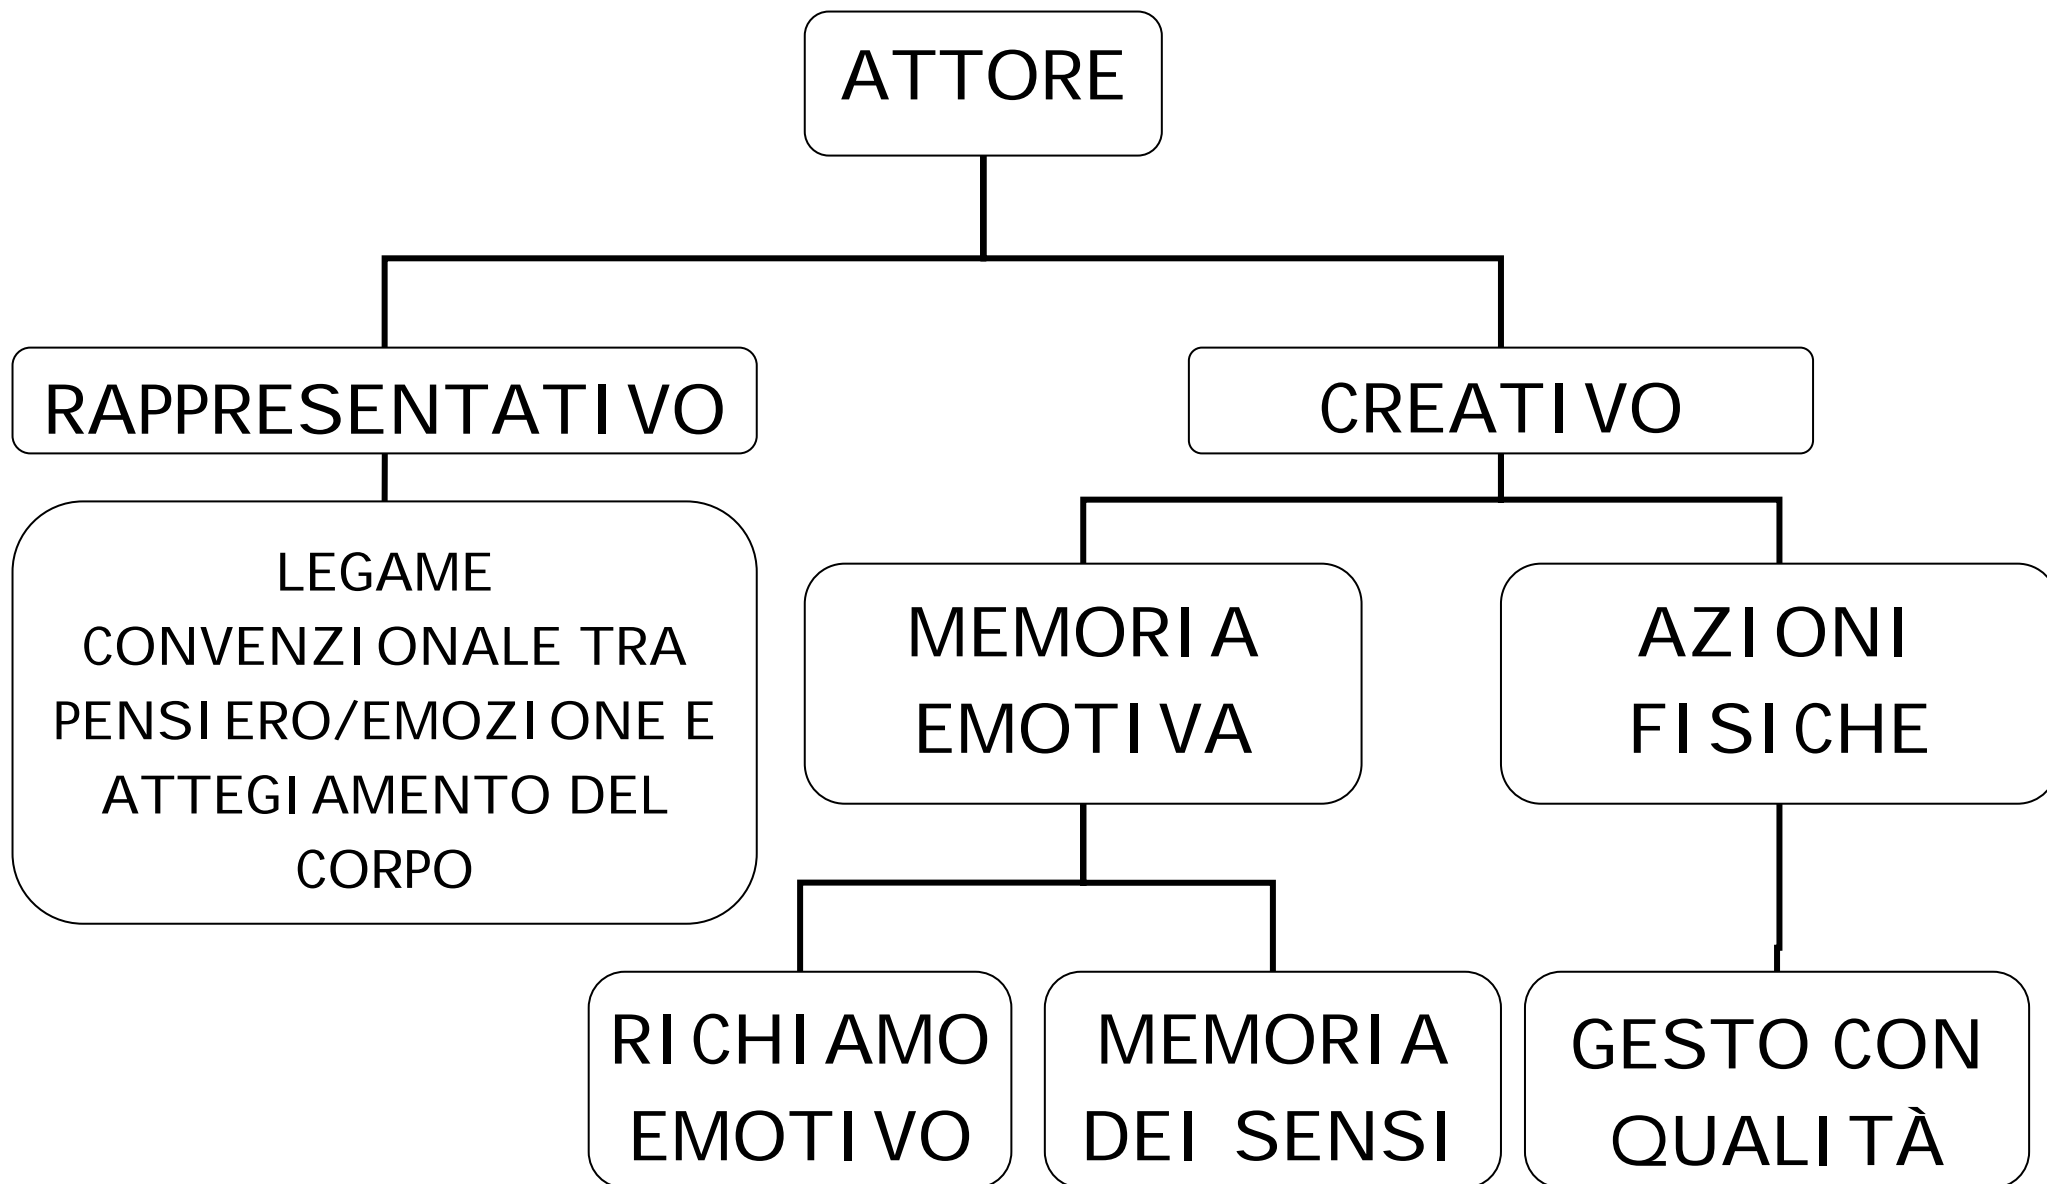 ATTORE
RAPPRESENTATIVO
CREATIVO
LEGAME
CONVENZIONALE TRA
PENSIERO/EMOZIONE E
ATTEGIAMENTO DEL
CORPO
MEMORIA
EMOTIVA
AZIONI
FISICHE
RICHIAMO
EMOTIVO
MEMORIA
DEI SENSI
GESTO CON
QUALITÀ